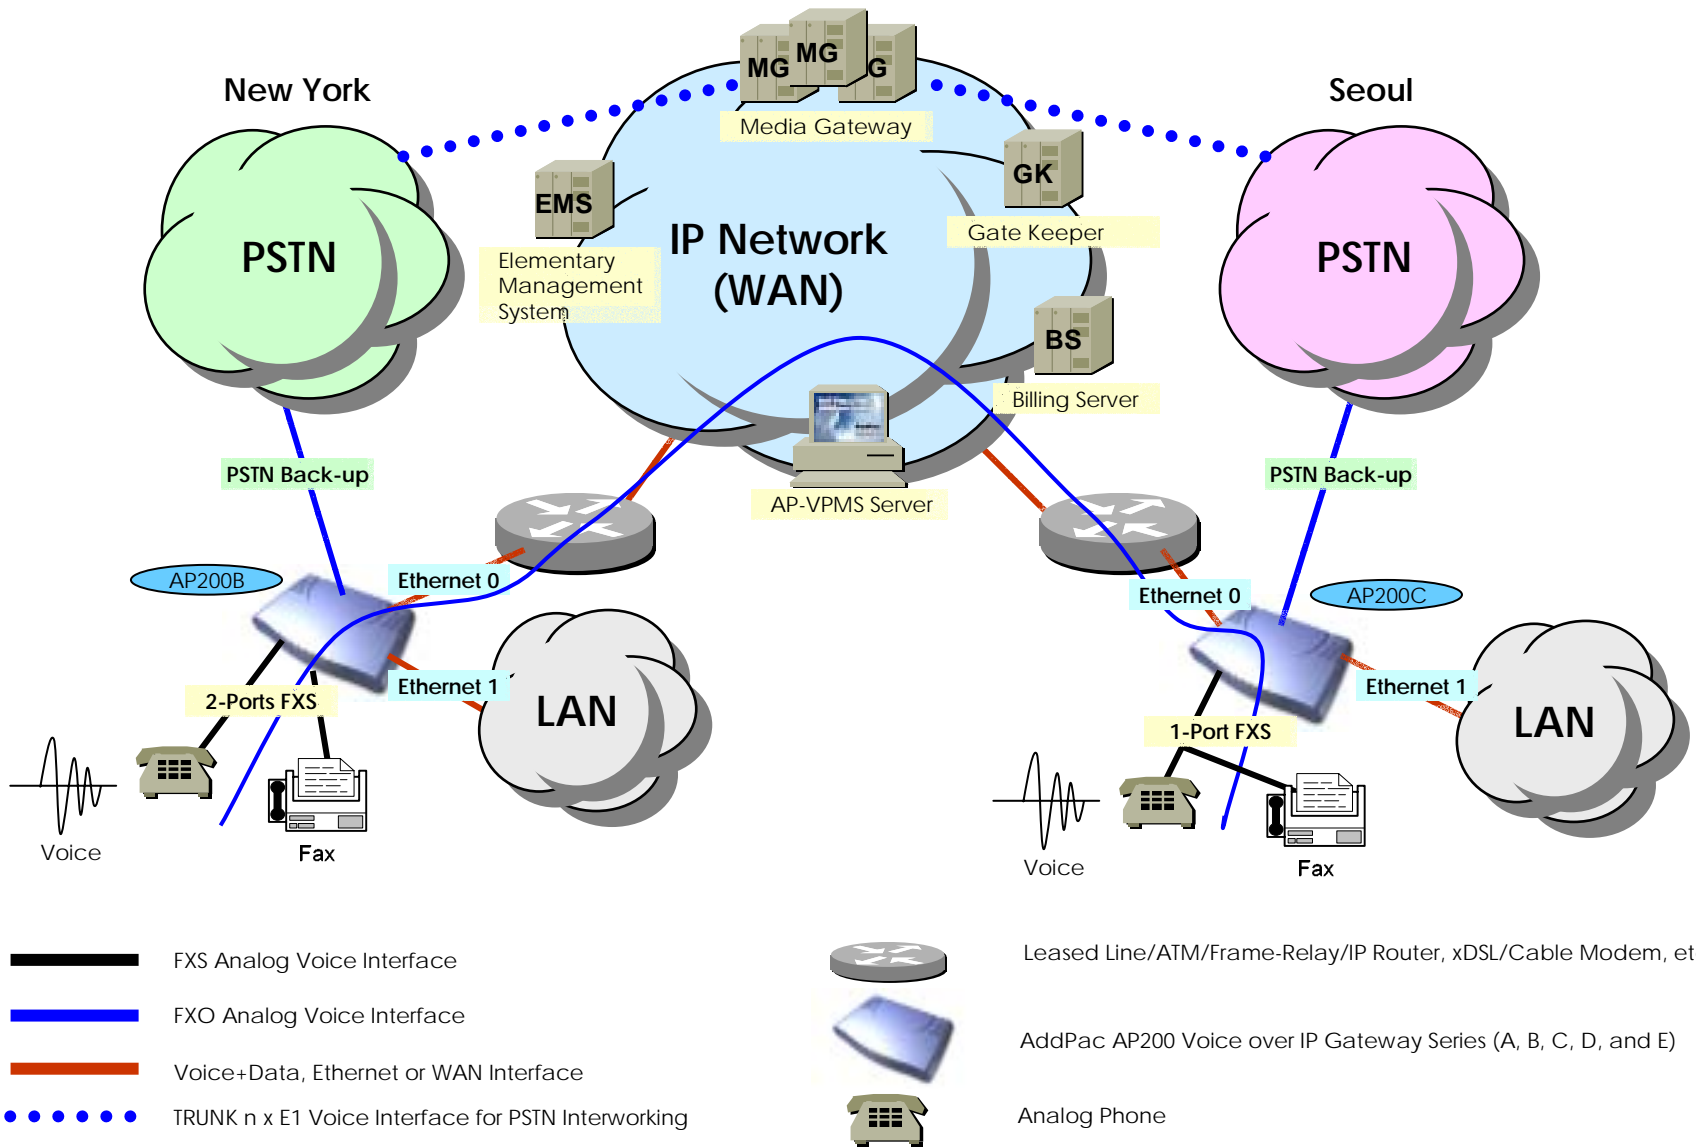 New York
Seoul
MG
MG
G
Media Gateway
EMS
GK
PSTN
IP Network
(WAN)
Gate Keeper
PSTN
Elementary
Management
System
BS
Billing Server
PSTN Back-up
PSTN Back-up
AP-VPMS Server
AP200B
Ethernet 0
Ethernet 0
AP200C
Ethernet 1
Ethernet 1
2-Ports FXS
LAN
1-Port FXS
LAN
Voice
Fax
Voice
Fax
FXS Analog Voice Interface
FXO Analog Voice Interface
Voice+Data, Ethernet or WAN Interface
TRUNK n x E1 Voice Interface for PSTN Interworking
Leased Line/ATM/Frame-Relay/IP Router, xDSL/Cable Modem, et
AddPac AP200 Voice over IP Gateway Series (A, B, C, D, and E)
Analog Phone